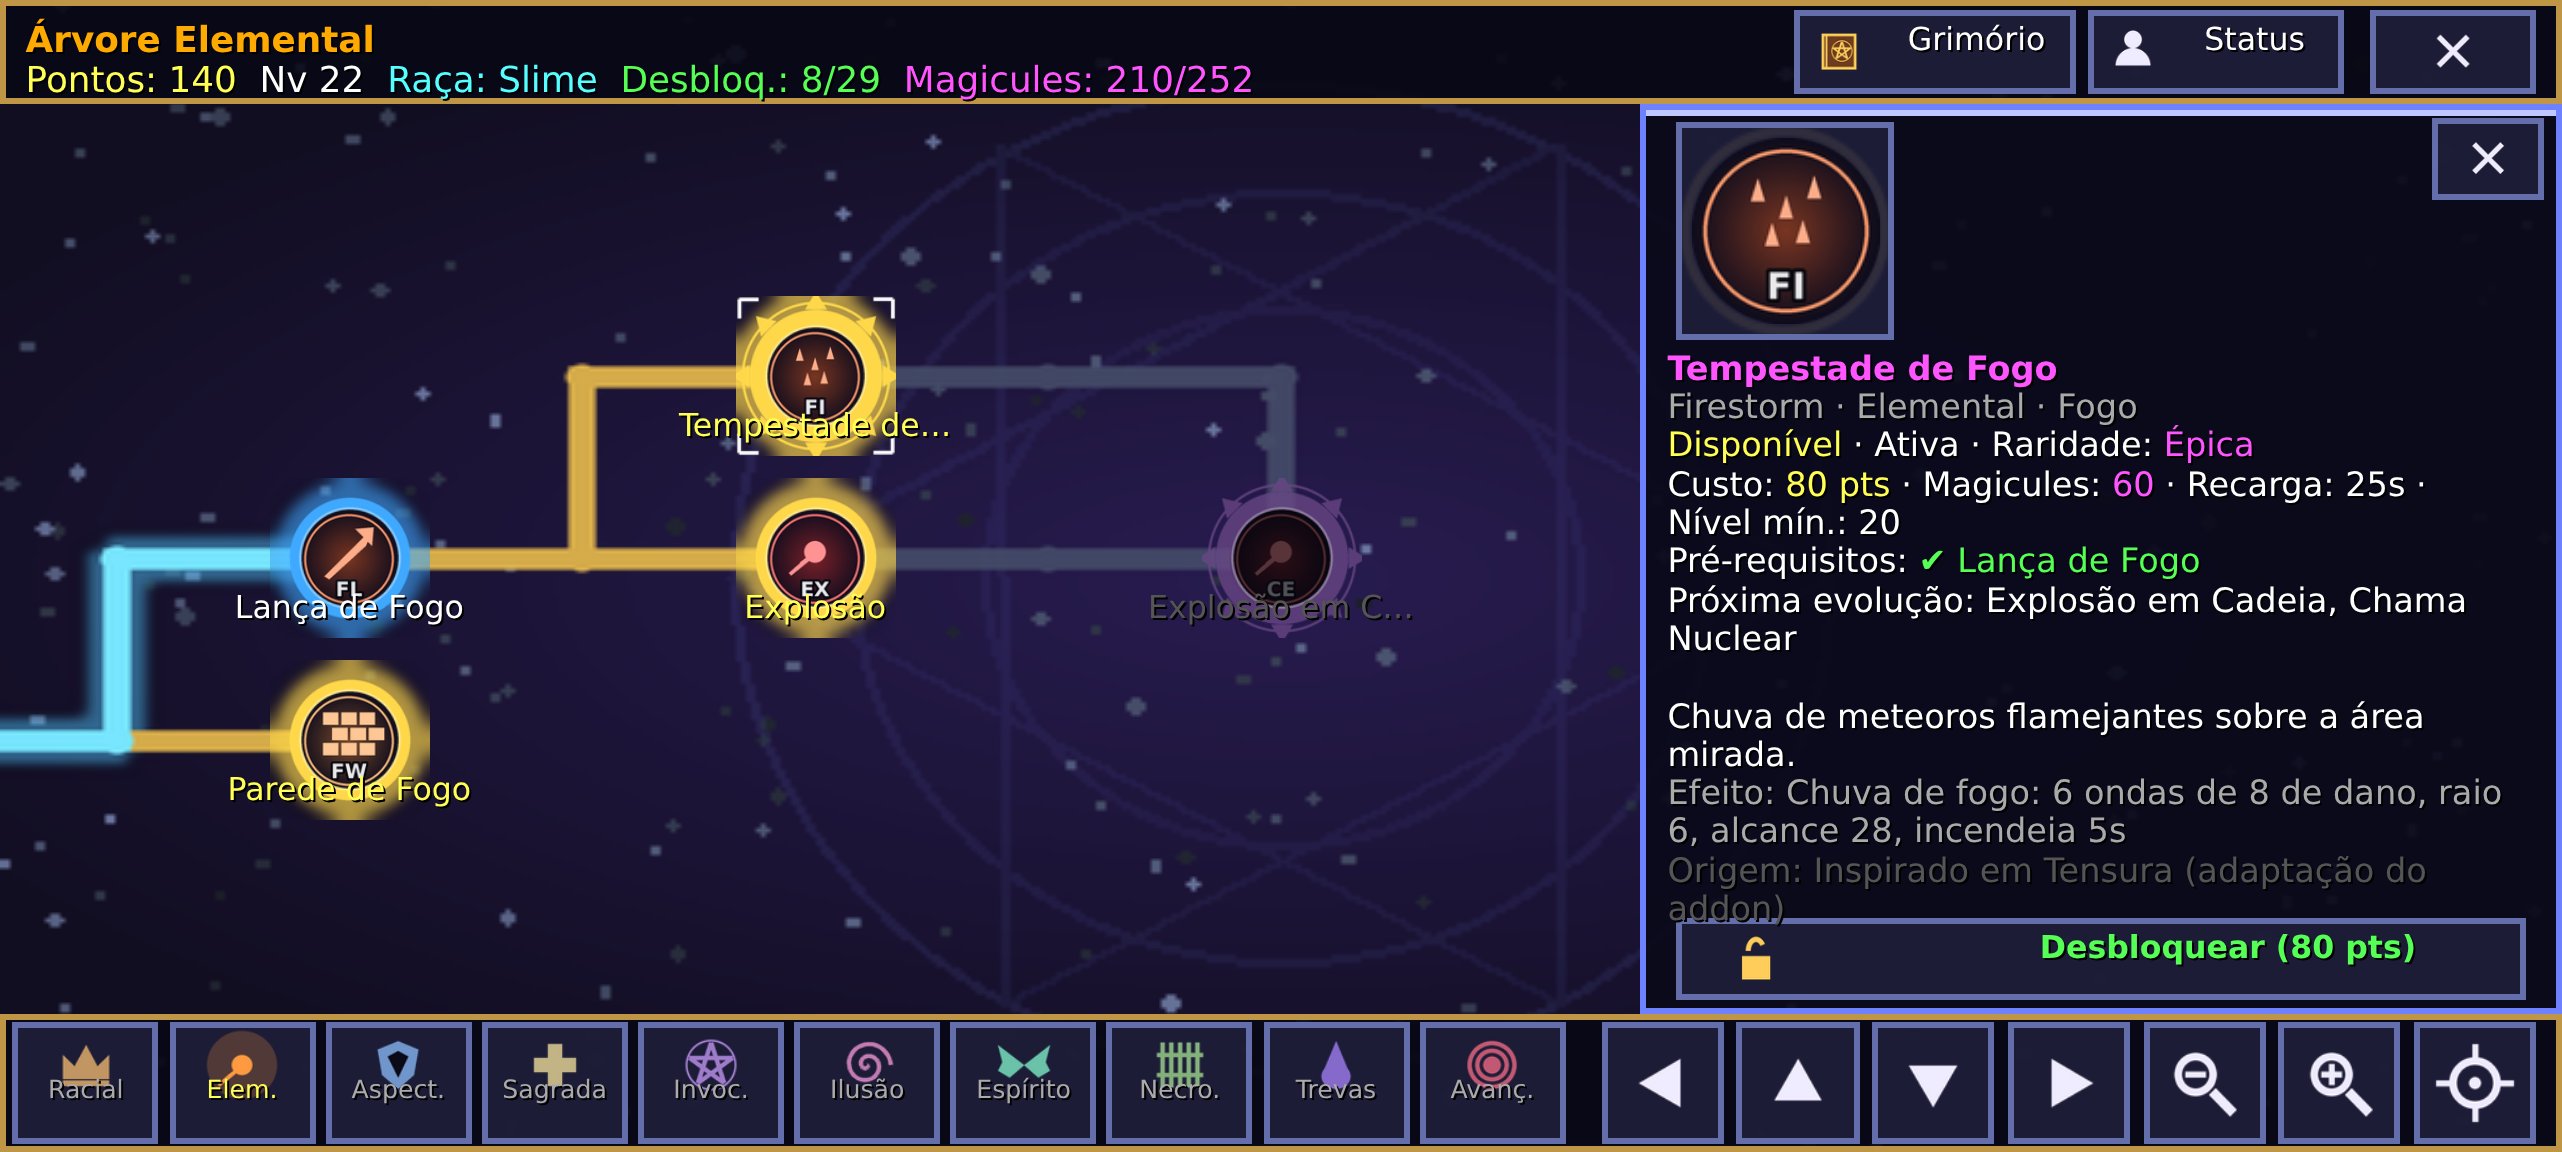 Árvore Elemental
Pontos: 140 Nv 22 Raça: Slime Desbloq.: 8/29 Magicules: 210/252
Grimório
Status
FI
Tempestade de...
FL
Lança de Fogo
EX
Explosão
CE
Explosão em C...
FW
Parede de Fogo
FI
Tempestade de Fogo
Firestorm · Elemental · Fogo
Disponível · Ativa · Raridade: Épica
Custo: 80 pts · Magicules: 60 · Recarga: 25s ·
Nível mín.: 20
Pré-requisitos: ✔ Lança de Fogo
Próxima evolução: Explosão em Cadeia, Chama
Nuclear
Chuva de meteoros flamejantes sobre a área
mirada.
Efeito: Chuva de fogo: 6 ondas de 8 de dano, raio
6, alcance 28, incendeia 5s
Origem: Inspirado em Tensura (adaptação do
addon)
Desbloquear (80 pts)
Racial
Elem.
Aspect.
Sagrada
Invoc.
Ilusão
Espírito
Necro.
Trevas
Avanç.